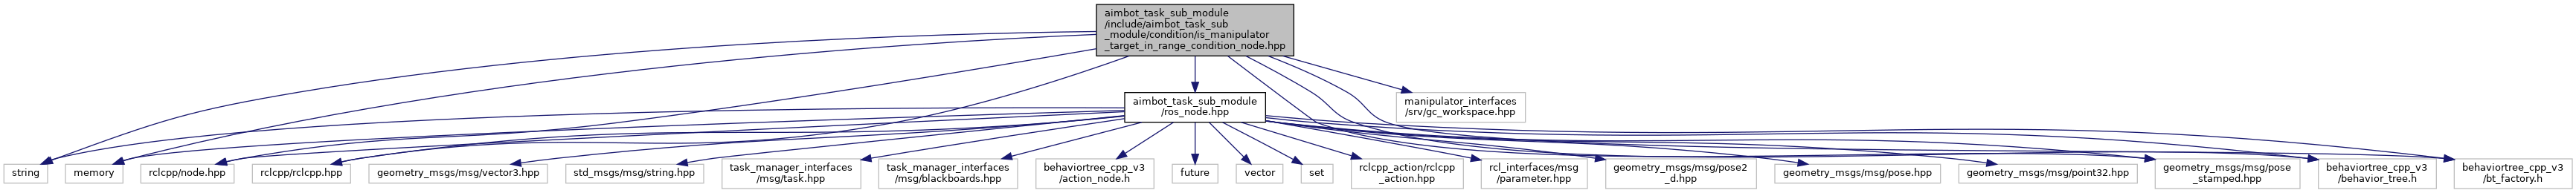 aimbot_task_sub_module
/include/aimbot_task_sub
_module/condition/is_manipulator
_target_in_range_condition_node.hpp
aimbot_task_sub_module
/ros_node.hpp
manipulator_interfaces
/srv/gc_workspace.hpp
string
memory
rclcpp/node.hpp
rclcpp/rclcpp.hpp
geometry_msgs/msg/vector3.hpp
std_msgs/msg/string.hpp
task_manager_interfaces
/msg/task.hpp
task_manager_interfaces
/msg/blackboards.hpp
behaviortree_cpp_v3
/action_node.h
future
vector
set
rclcpp_action/rclcpp
_action.hpp
rcl_interfaces/msg
/parameter.hpp
geometry_msgs/msg/pose2
_d.hpp
geometry_msgs/msg/pose.hpp
geometry_msgs/msg/point32.hpp
geometry_msgs/msg/pose
_stamped.hpp
behaviortree_cpp_v3
/behavior_tree.h
behaviortree_cpp_v3
/bt_factory.h